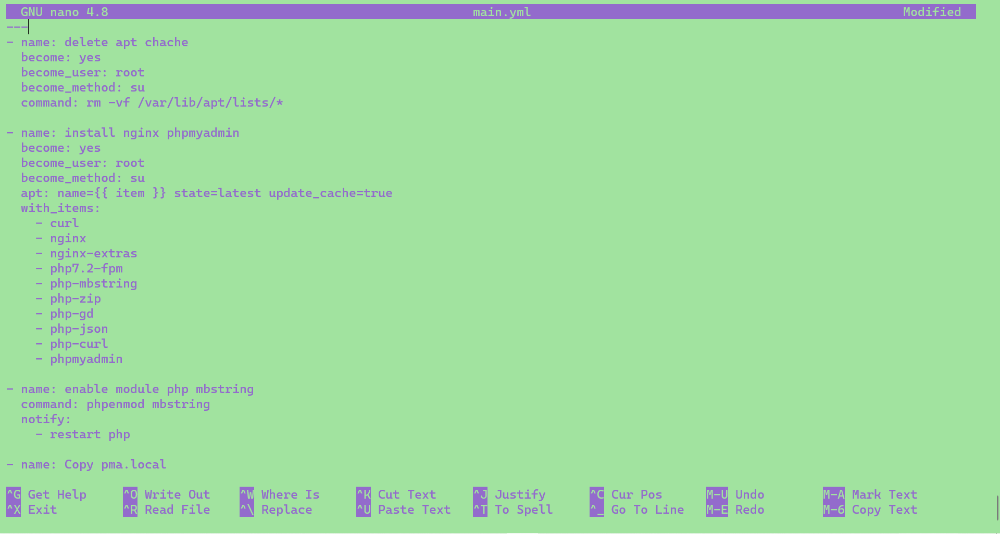 GNU nano 4.8 main.yml Modified
---
- name: delete apt chache
  become: yes
  become_user: root
  become_method: su
  command: rm -vf /var/lib/apt/lists/*

- name: install nginx phpmyadmin
  become: yes
  become_user: root
  become_method: su
  apt: name={{ item }} state=latest update_cache=true
  with_items:
    - curl
    - nginx
    - nginx-extras
    - php7.2-fpm
    - php-mbstring
    - php-zip
    - php-gd
    - php-json
    - php-curl
    - phpmyadmin

- name: enable module php mbstring
  command: phpenmod mbstring
  notify:
    - restart php

- name: Copy pma.local

^G Get Help ^O Write Out ^W Where Is ^K Cut Text ^J Justify ^C Cur Pos M-U Undo M-A Mark Text
^X Exit ^R Read File ^\ Replace ^U Paste Text ^T To Spell ^_ Go To Line M-E Redo M-6 Copy Text